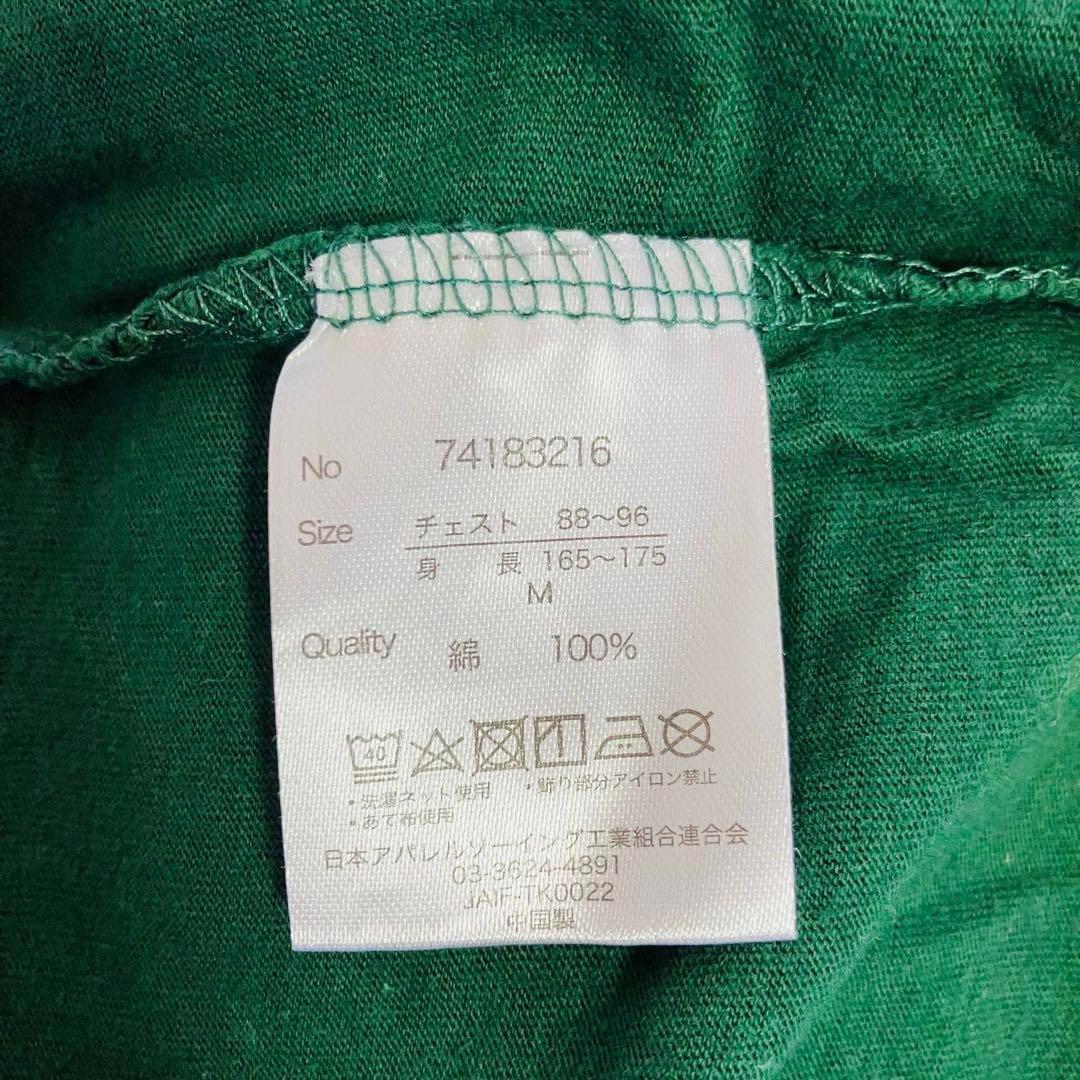 No 74183216
Size チェスト 88～96
身 長 165～175
M
Quality 綿 100%
40
・洗濯ネット使用 ・飾り部分アイロン禁止
・あて布使用
日本アパレルソーイング工業組合連合会
03-3624-4891
JAIF-TK0022
中国製